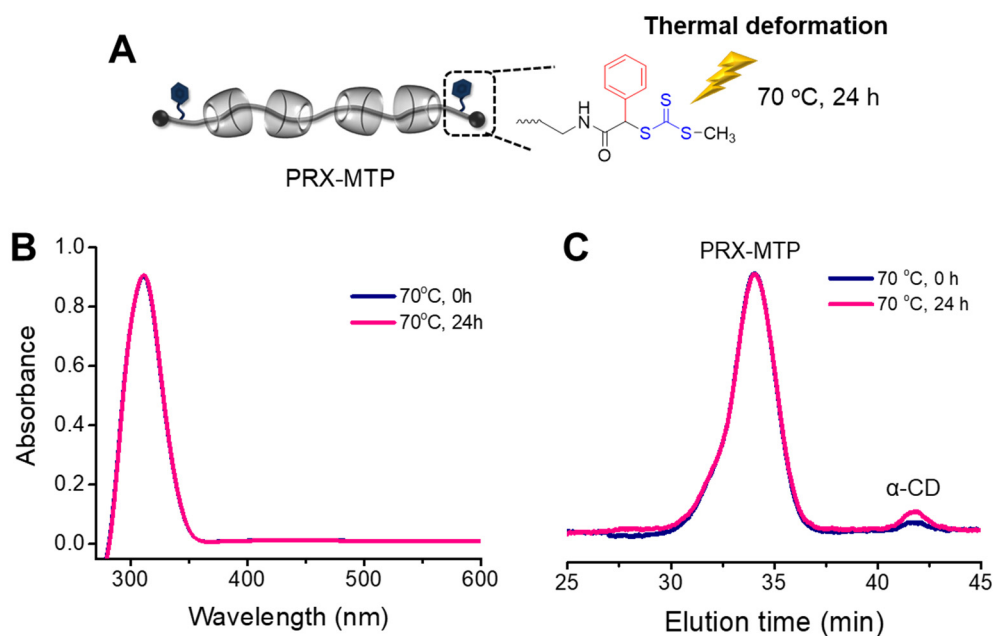 A
Thermal deformation
70 °C, 24 h
NH
O
S
S
S
CH₃
PRX-MTP
B
1.0
0.8
0.6
0.4
0.2
0.0
Absorbance
70°C, 0h
70°C, 24h
300
400
500
600
Wavelength (nm)
C
PRX-MTP
70 °C, 0 h
70 °C, 24 h
α-CD
25
30
35
40
45
Elution time (min)